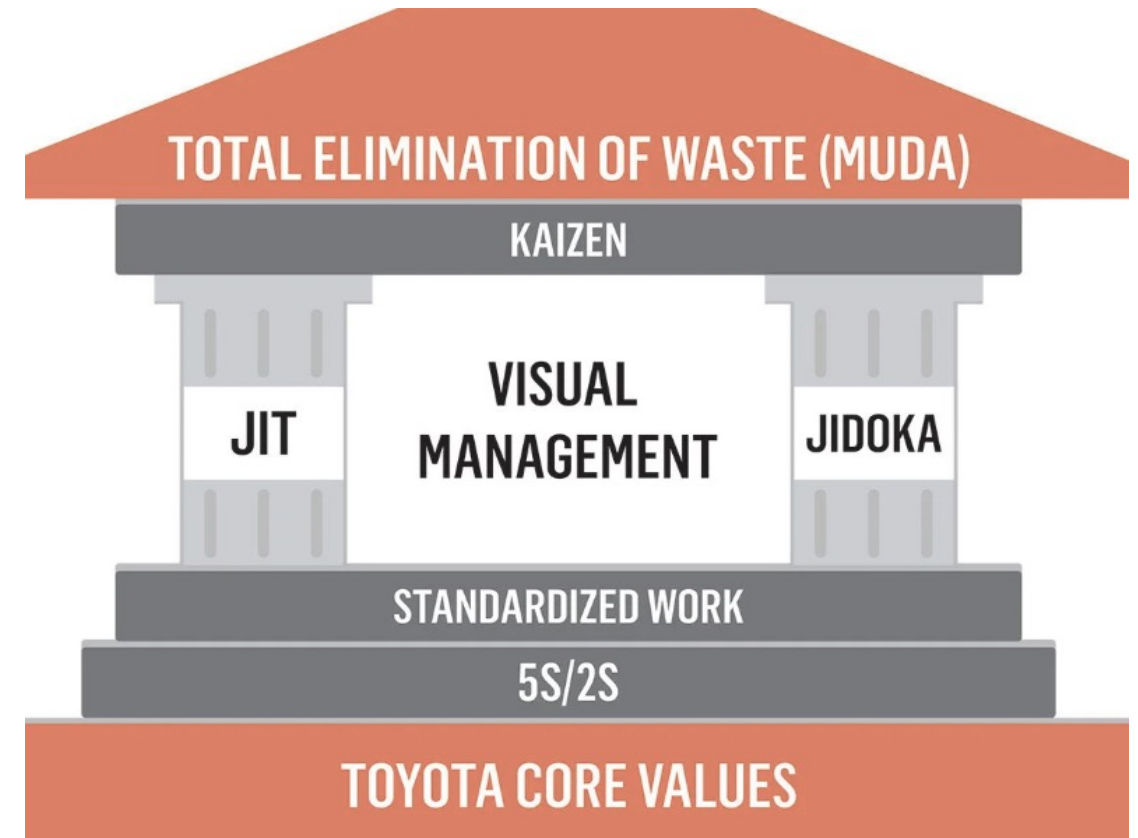 TOTAL ELIMINATION OF WASTE (MUDA)
KAIZEN
JIT
VISUAL
MANAGEMENT
JIDOKA
STANDARDIZED WORK
5S/2S
TOYOTA CORE VALUES